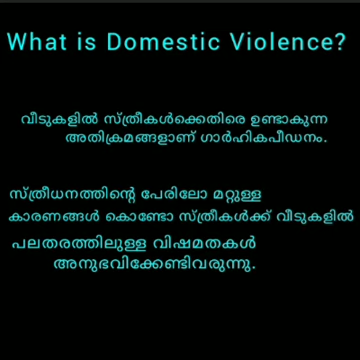 What is Domestic Violence?
വീടുകളിൽ സ്ത്രീകൾക്കെതിരെ ഉണ്ടാകുന്ന
അതിക്രമങ്ങളാണ് ഗാർഹികപീഡനം.
സ്ത്രീധനത്തിന്റെ പേരിലോ മറ്റുള്ള
കാരണങ്ങൾ കൊണ്ടോ സ്ത്രീകൾക്ക് വീടുകളിൽ
പലതരത്തിലുള്ള വിഷമതകൾ
അനുഭവിക്കേണ്ടിവരുന്നു.